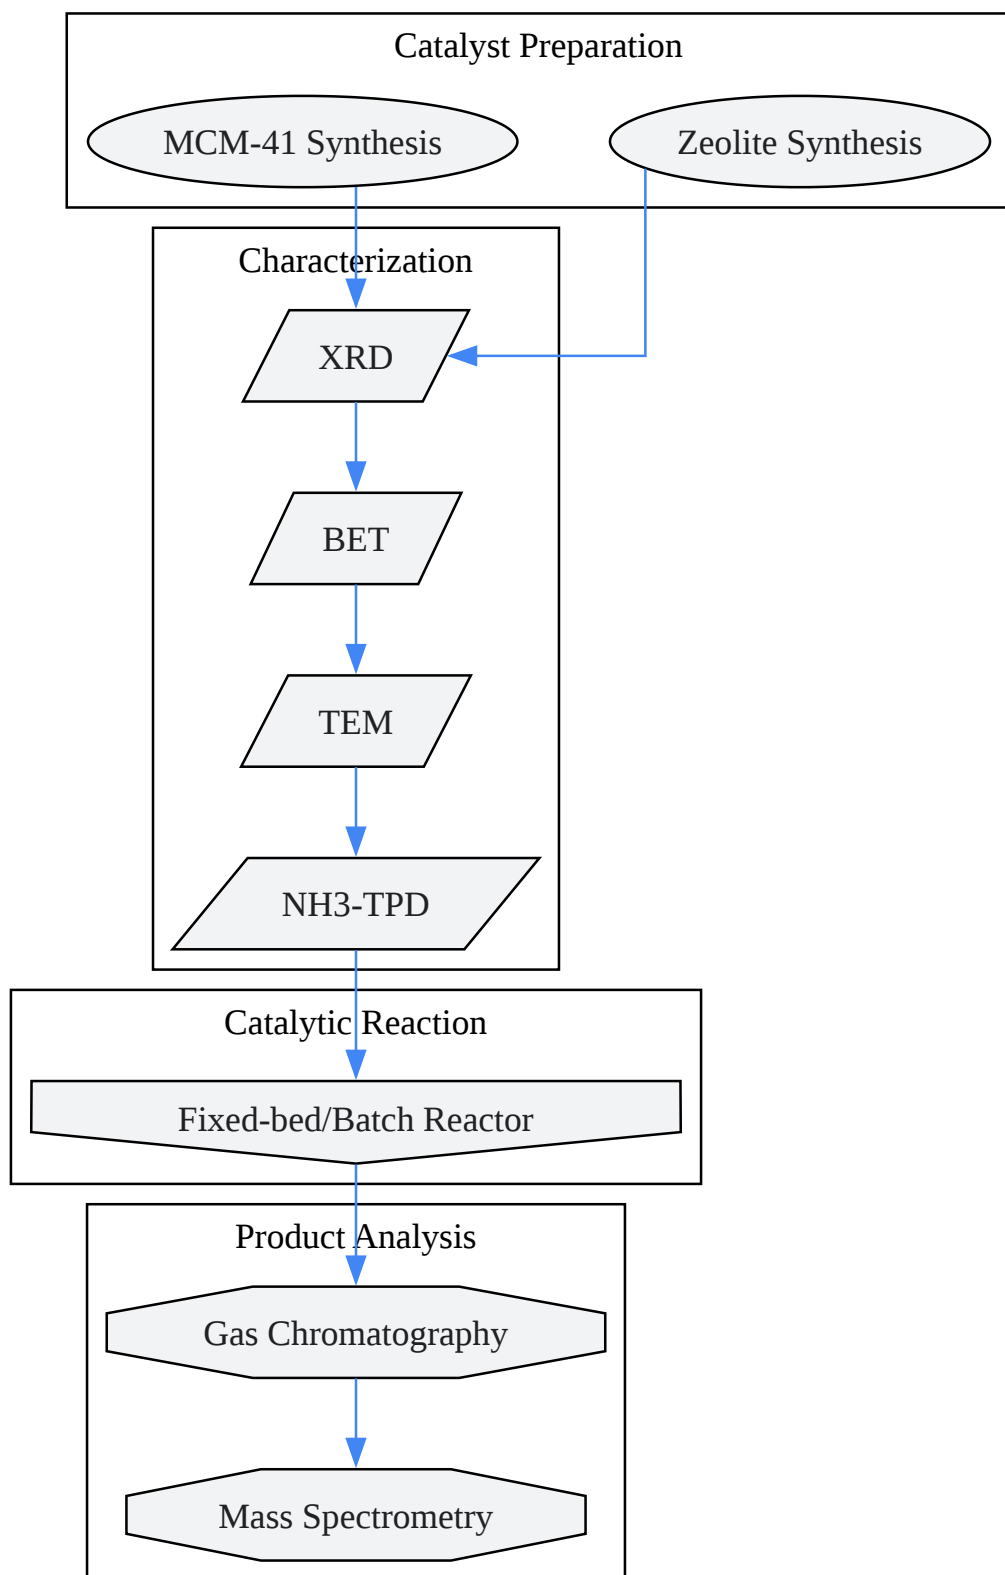 Catalyst Preparation
MCM-41 Synthesis
Zeolite Synthesis
Characterization
XRD
BET
TEM
NH3-TPD
Catalytic Reaction
Fixed-bed/Batch Reactor
Product Analysis
Gas Chromatography
Mass Spectrometry